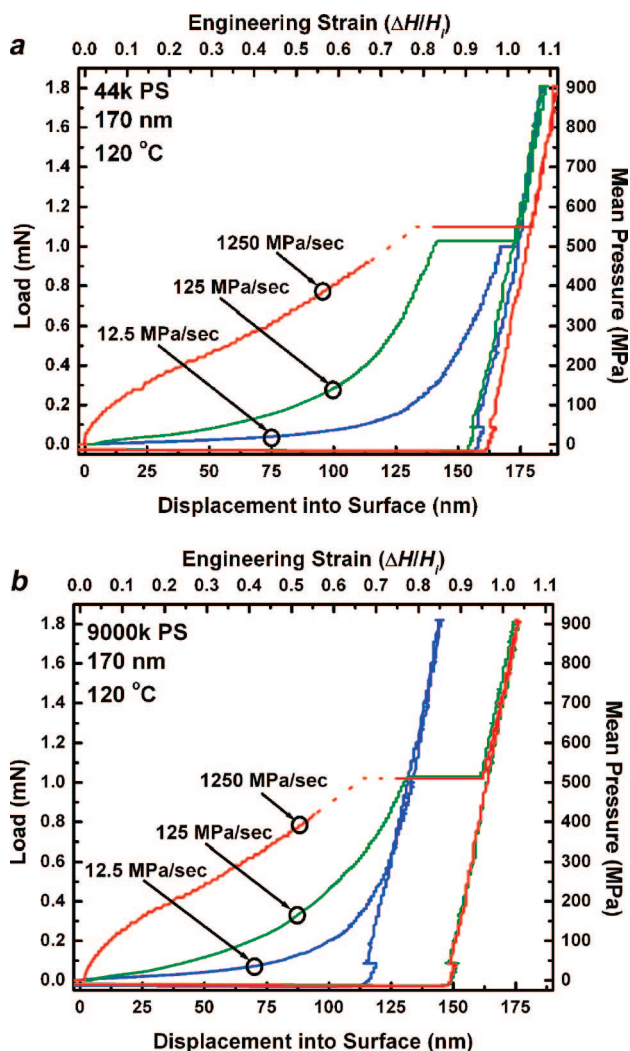 a
Engineering Strain (ΔH/Hᵢ)
0.0 0.1 0.2 0.3 0.4 0.5 0.6 0.7 0.8 0.9 1.0 1.1
44k PS
170 nm
120 °C
1250 MPa/sec
125 MPa/sec
12.5 MPa/sec
Load (mN)
1.8
1.6
1.4
1.2
1.0
0.8
0.6
0.4
0.2
0.0
Mean Pressure (MPa)
900
800
700
600
500
400
300
200
100
0
0 25 50 75 100 125 150 175
Displacement into Surface (nm)
b
Engineering Strain (ΔH/Hᵢ)
0.0 0.1 0.2 0.3 0.4 0.5 0.6 0.7 0.8 0.9 1.0 1.1
9000k PS
170 nm
120 °C
1250 MPa/sec
125 MPa/sec
12.5 MPa/sec
Load (mN)
1.8
1.6
1.4
1.2
1.0
0.8
0.6
0.4
0.2
0.0
Mean Pressure (MPa)
900
800
700
600
500
400
300
200
100
0
0 25 50 75 100 125 150 175
Displacement into Surface (nm)